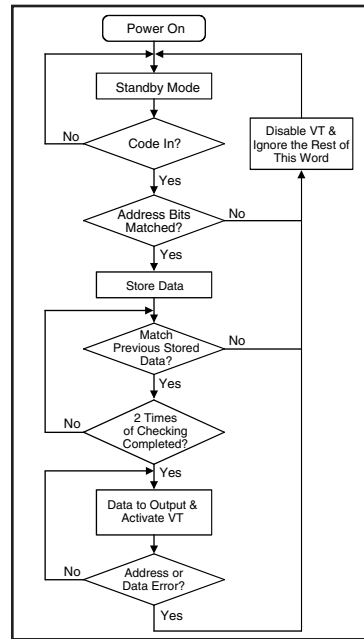 Power On
Standby Mode
No
Code In?
Disable VT &
Ignore the Rest of
This Word
Yes
Address Bits
Matched?
No
Yes
Store Data
Match
Previous Stored
Data?
No
Yes
No
2 Times
of Checking
Completed?
Yes
Data to Output &
Activate VT
No
Address or
Data Error?
Yes